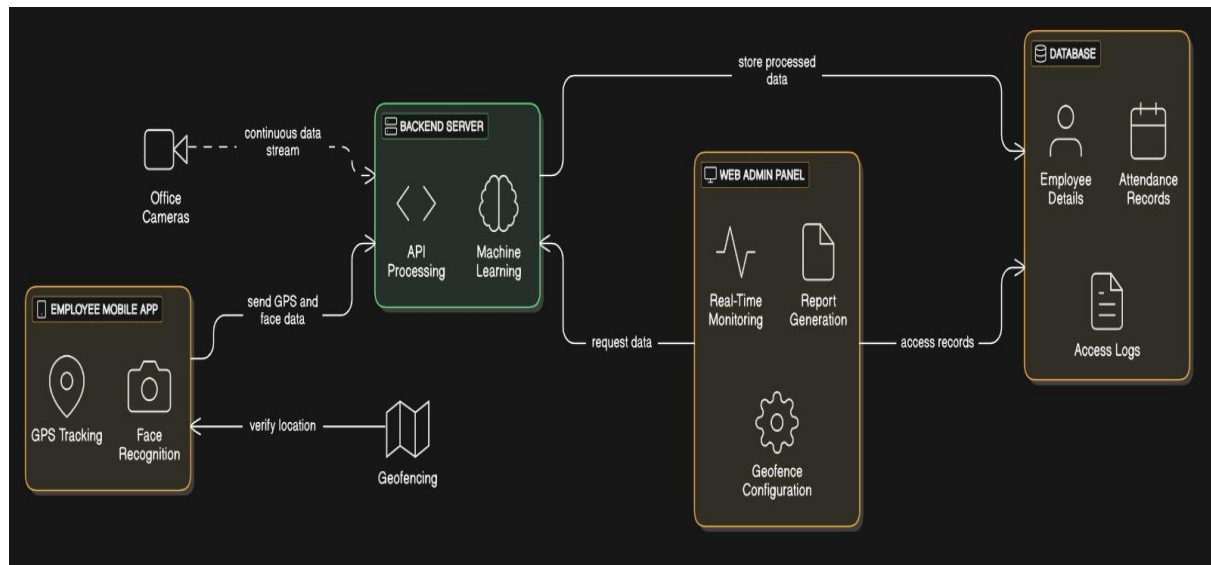 store processed
data
DATABASE
Employee
Details
Attendance
Records
Access Logs
continuous data
stream
Office
Cameras
BACKEND SERVER
API
Processing
Machine
Learning
WEB ADMIN PANEL
Real-Time
Monitoring
Report
Generation
Geofence
Configuration
EMPLOYEE MOBILE APP
GPS Tracking
Face
Recognition
send GPS and
face data
request data
access records
verify location
Geofencing